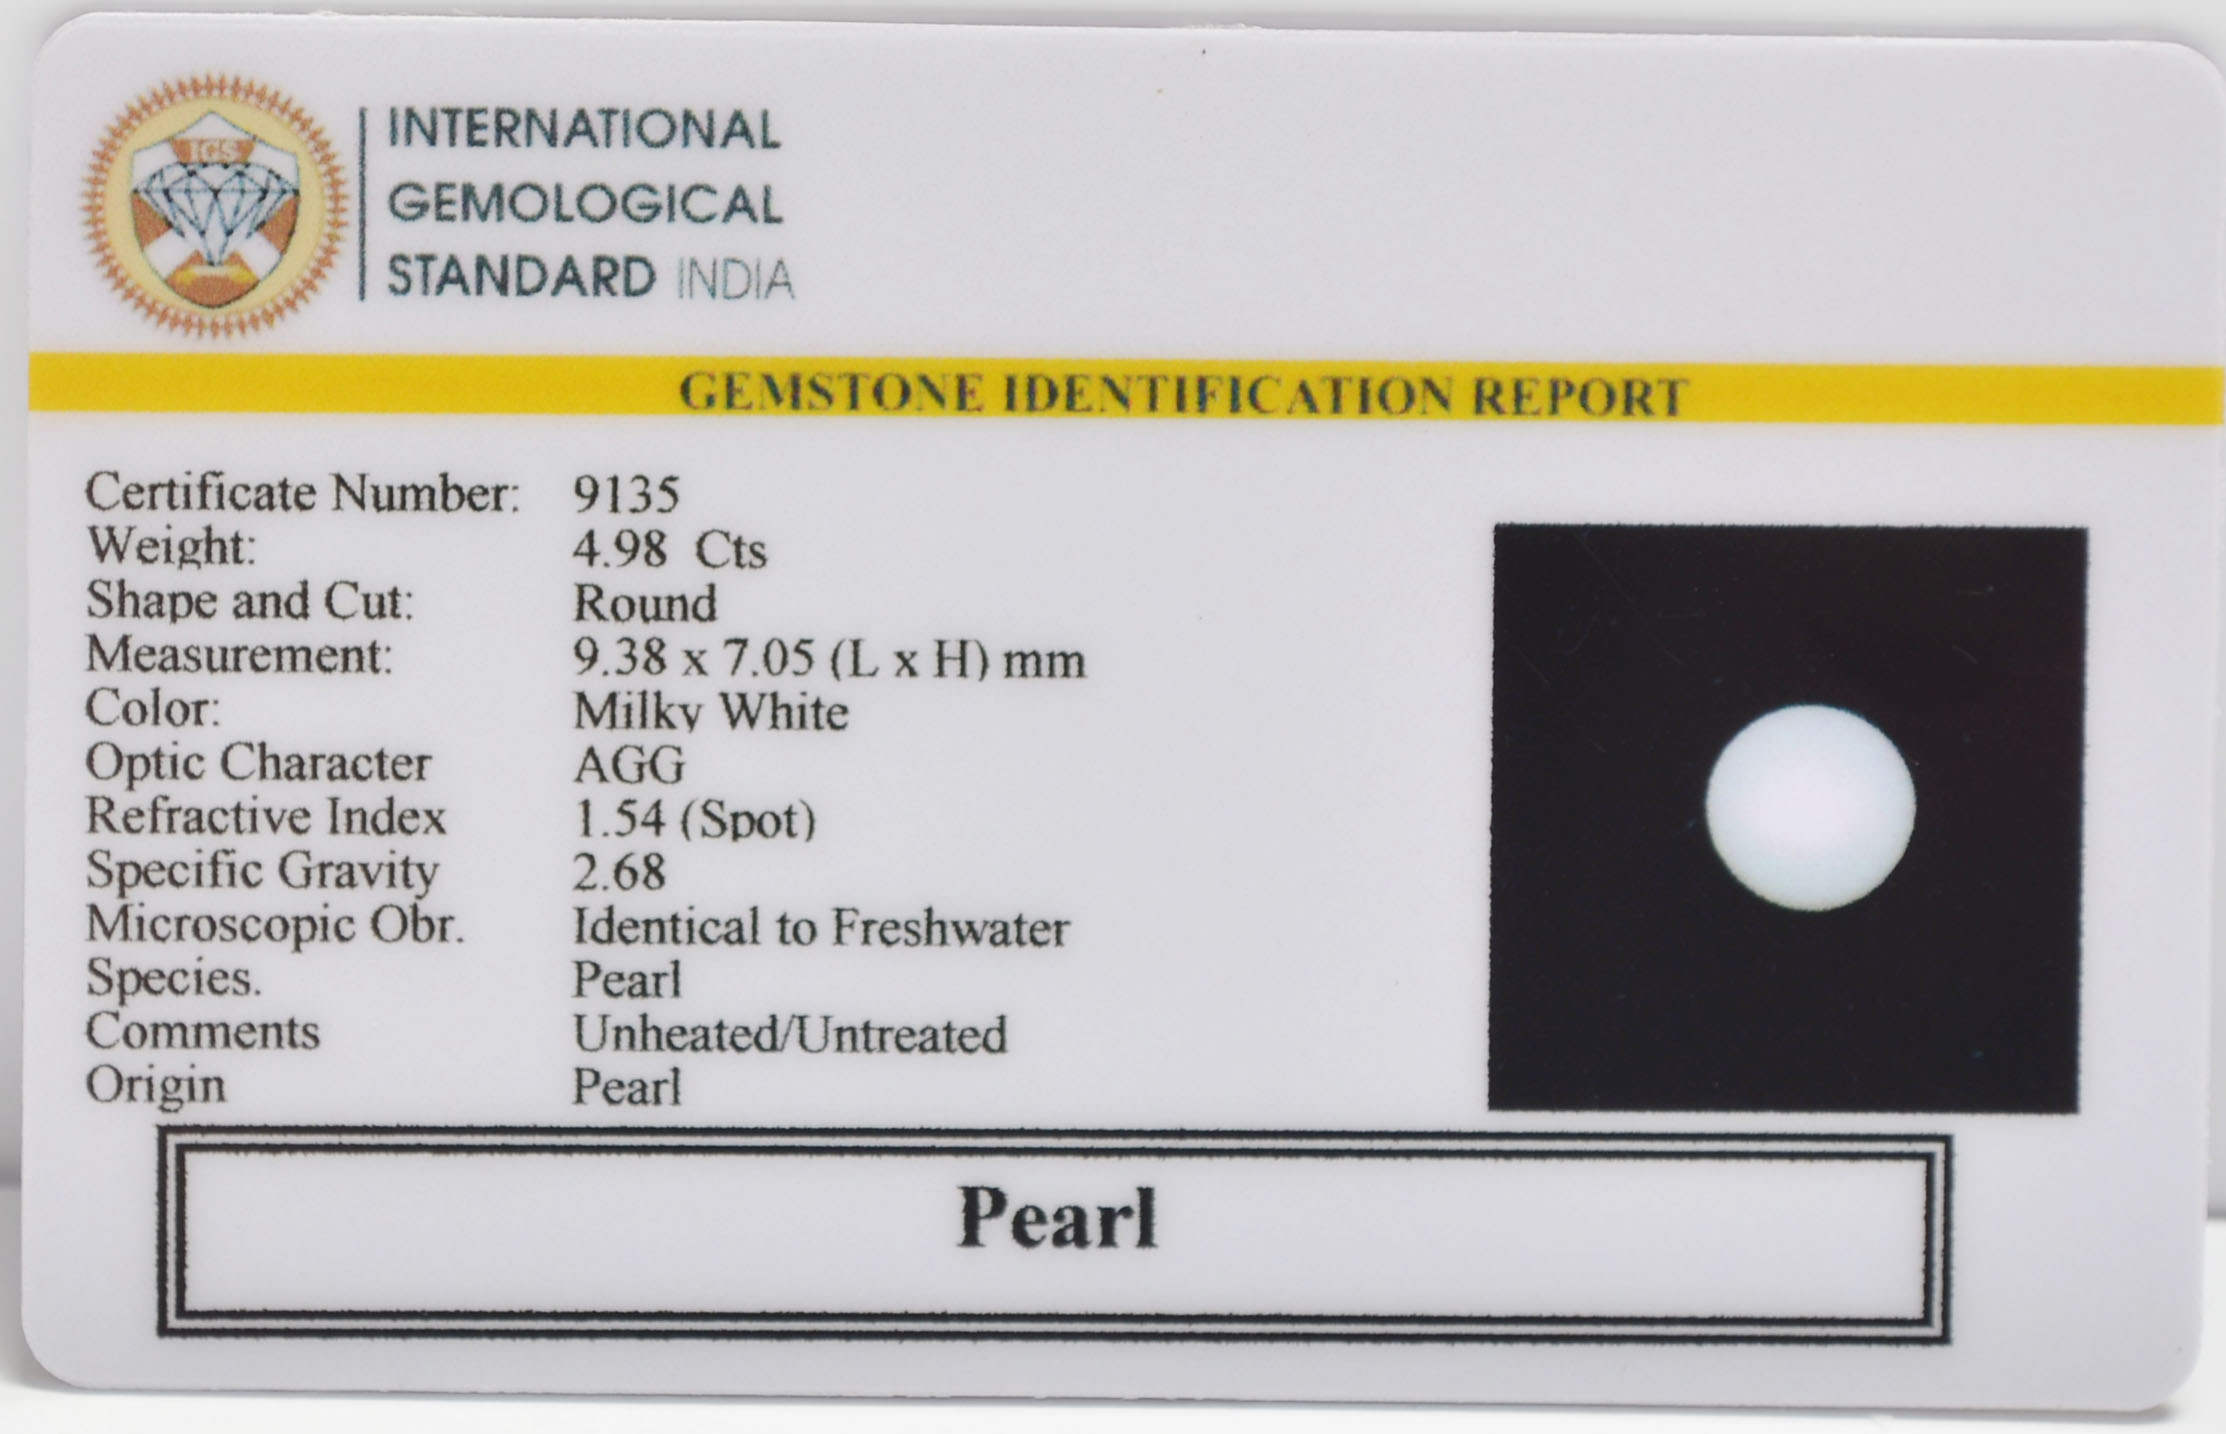 IGS
INTERNATIONAL
GEMOLOGICAL
STANDARD INDIA
GEMSTONE IDENTIFICATION REPORT
Certificate Number: 9135
Weight: 4.98 Cts
Shape and Cut: Round
Measurement: 9.38 x 7.05 (L x H) mm
Color: Milky White
Optic Character AGG
Refractive Index 1.54 (Spot)
Specific Gravity 2.68
Microscopic Obr. Identical to Freshwater
Species. Pearl
Comments Unheated/Untreated
Origin Pearl
Pearl